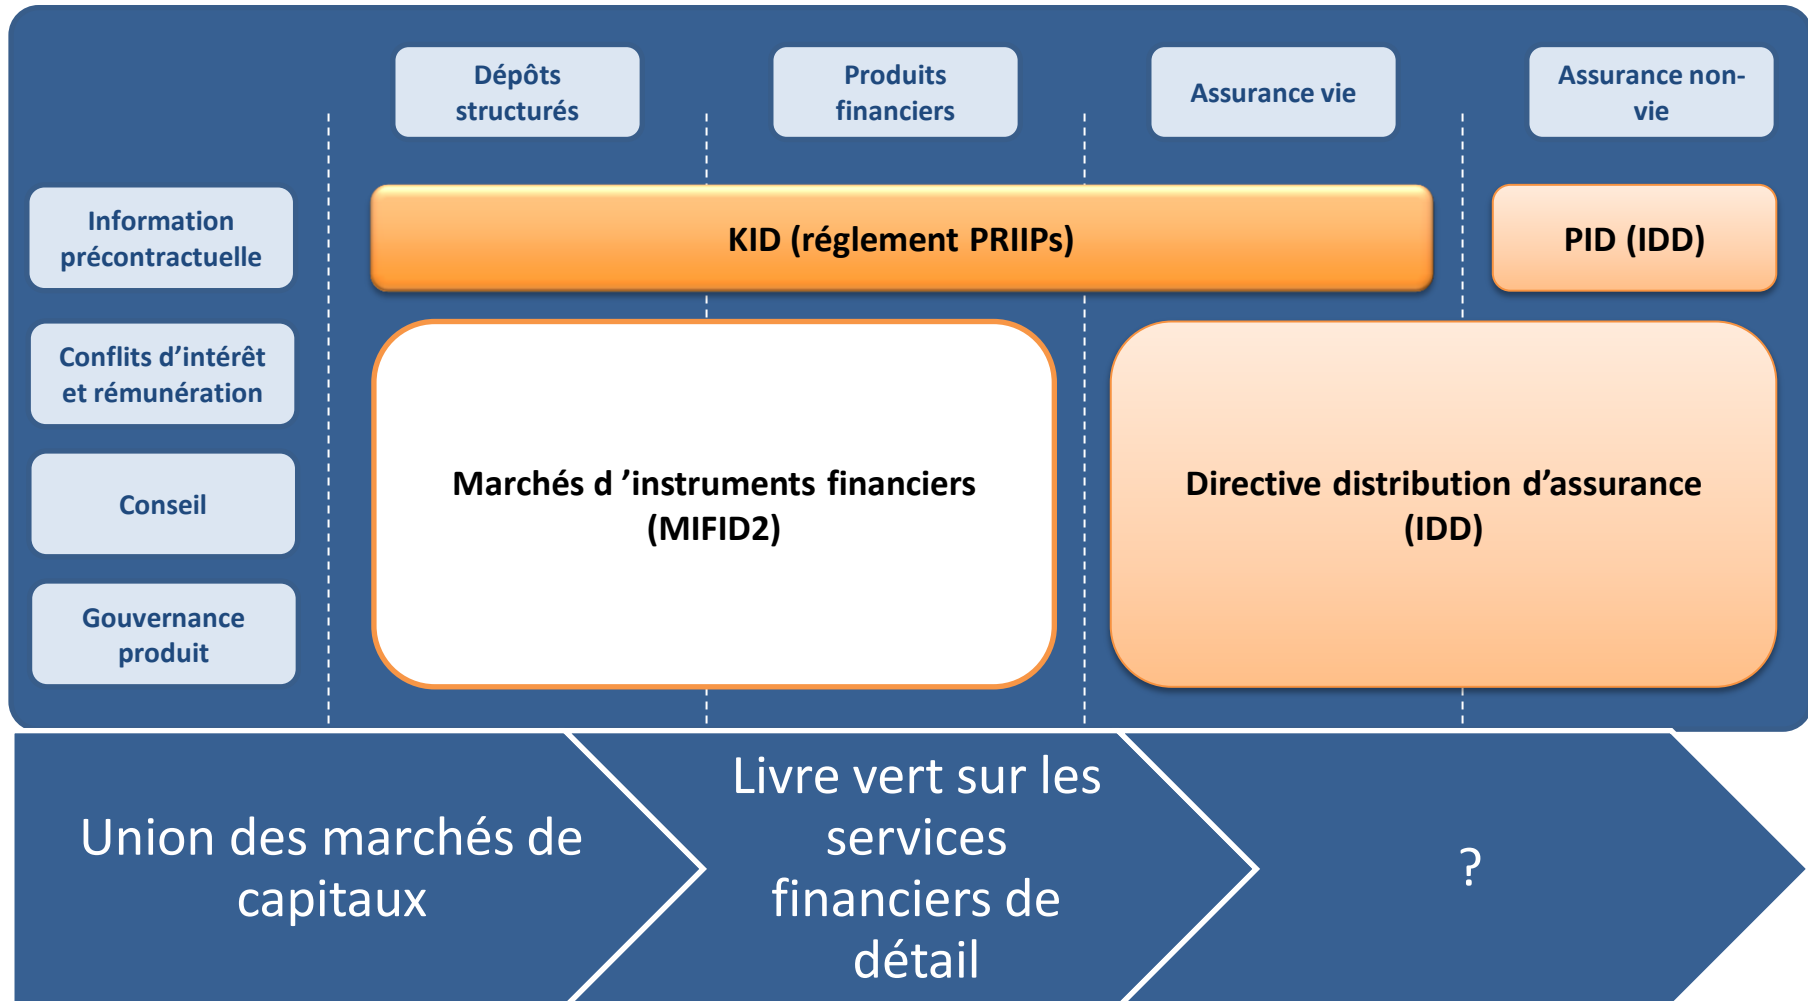 Dépôts
structurés
Produits
financiers
Assurance vie
Assurance non-
vie
Information
précontractuelle
KID (réglement PRIIPs)
PID (IDD)
Conflits d’intérêt
et rémunération
Conseil
Gouvernance
produit
Marchés d ’instruments financiers
(MIFID2)
Directive distribution d’assurance
(IDD)
Union des marchés de
capitaux
Livre vert sur les
services
financiers de
détail
?